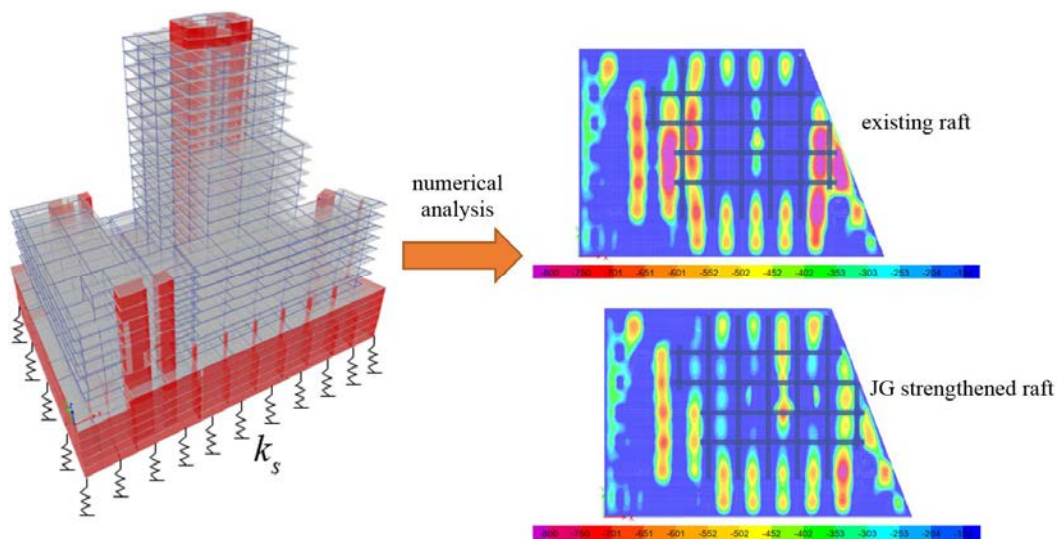 numerical
analysis
k_s
existing raft
-800 -750 -701 -651 -601 -552 -502 -452 -402 -353 -303 -253 -204
JG strengthened raft
-800 -750 -701 -651 -601 -552 -502 -452 -402 -353 -303 -253 -204